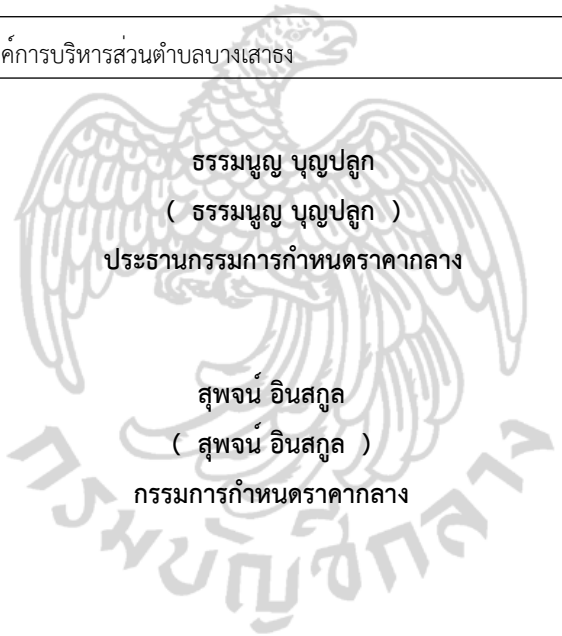 ค์การบริหารส่วนตำบลบางเสาธง
ธรรมนูญ บุญปลูก
( ธรรมนูญ บุญปลูก )
ประธานกรรมการกำหนดราคากลาง
สุพจน์ อินสกูล
( สุพจน์ อินสกูล )
กรรมการกำหนดราคากลาง
กรมบัญชีกลาง